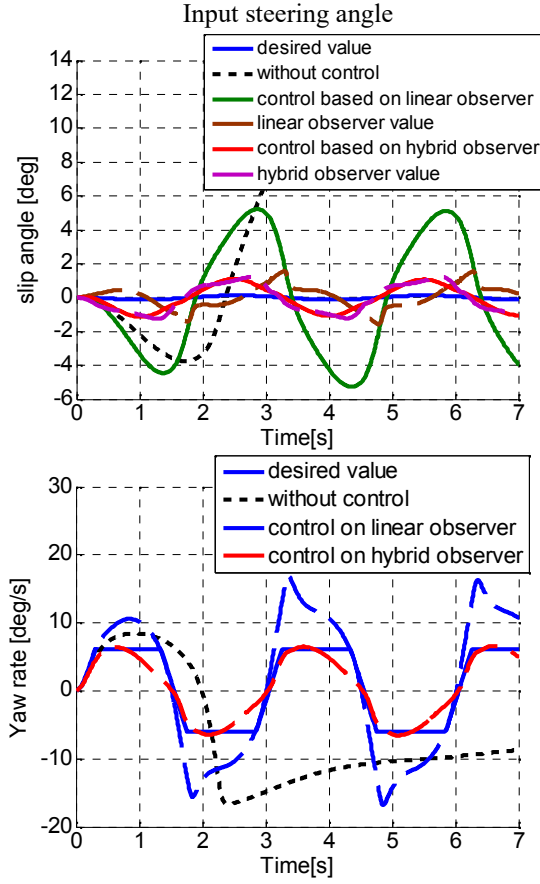 Input steering angle
14
12
10
8
6
4
2
0
-2
-4
-6
slip angle [deg]
desired value
without control
control based on linear observer
linear observer value
control based on hybrid observer
hybrid observer value
0 1 2 3 4 5 6 7
Time[s]
30
20
10
0
-10
-20
Yaw rate [deg/s]
desired value
without control
control on linear observer
control on hybrid observer
0 1 2 3 4 5 6 7
Time[s]